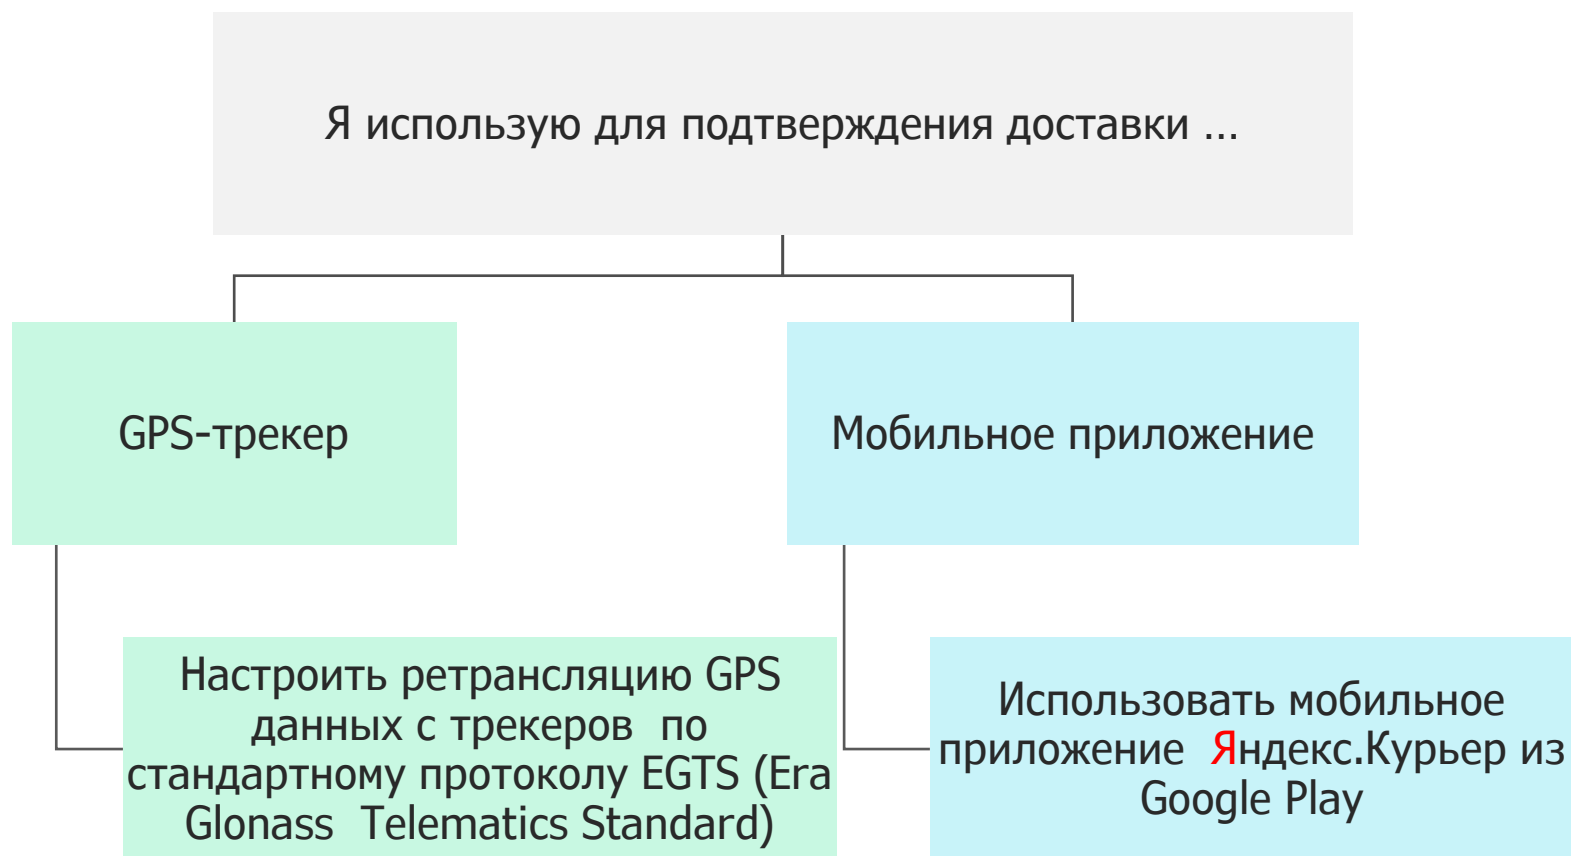 Я использую для подтверждения доставки ...
GPS-трекер
Мобильное приложение
Настроить ретрансляцию GPS
данных с трекеров по
стандартному протоколу EGTS (Era
Glonass Telematics Standard)
Использовать мобильное
приложение Яндекс.Курьер из
Google Play